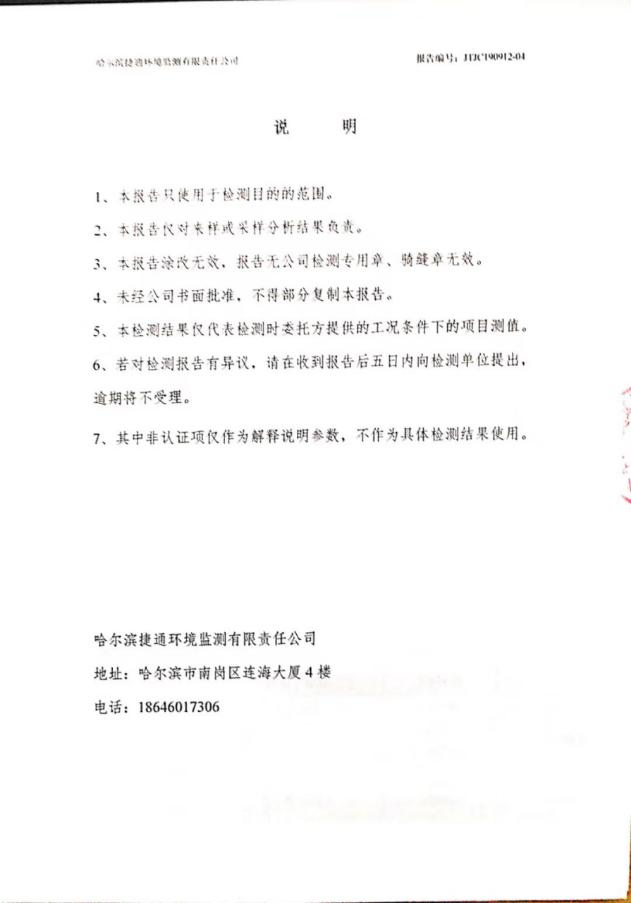 哈尔滨捷通环境监测有限责任公司
报告编号：JTJC190912-04
说 明
1、本报告只使用于检测目的的范围。
2、本报告仅对来样或采样分析结果负责。
3、本报告涂改无效，报告无公司检测专用章、骑缝章无效。
4、未经公司书面批准，不得部分复制本报告。
5、本检测结果仅代表检测时委托方提供的工况条件下的项目测值。
6、若对检测报告有异议，请在收到报告后五日内向检测单位提出，
逾期将不受理。
7、其中非认证项仅作为解释说明参数，不作为具体检测结果使用。
哈尔滨捷通环境监测有限责任公司
地址：哈尔滨市南岗区连海大厦 4 楼
电话：18646017306